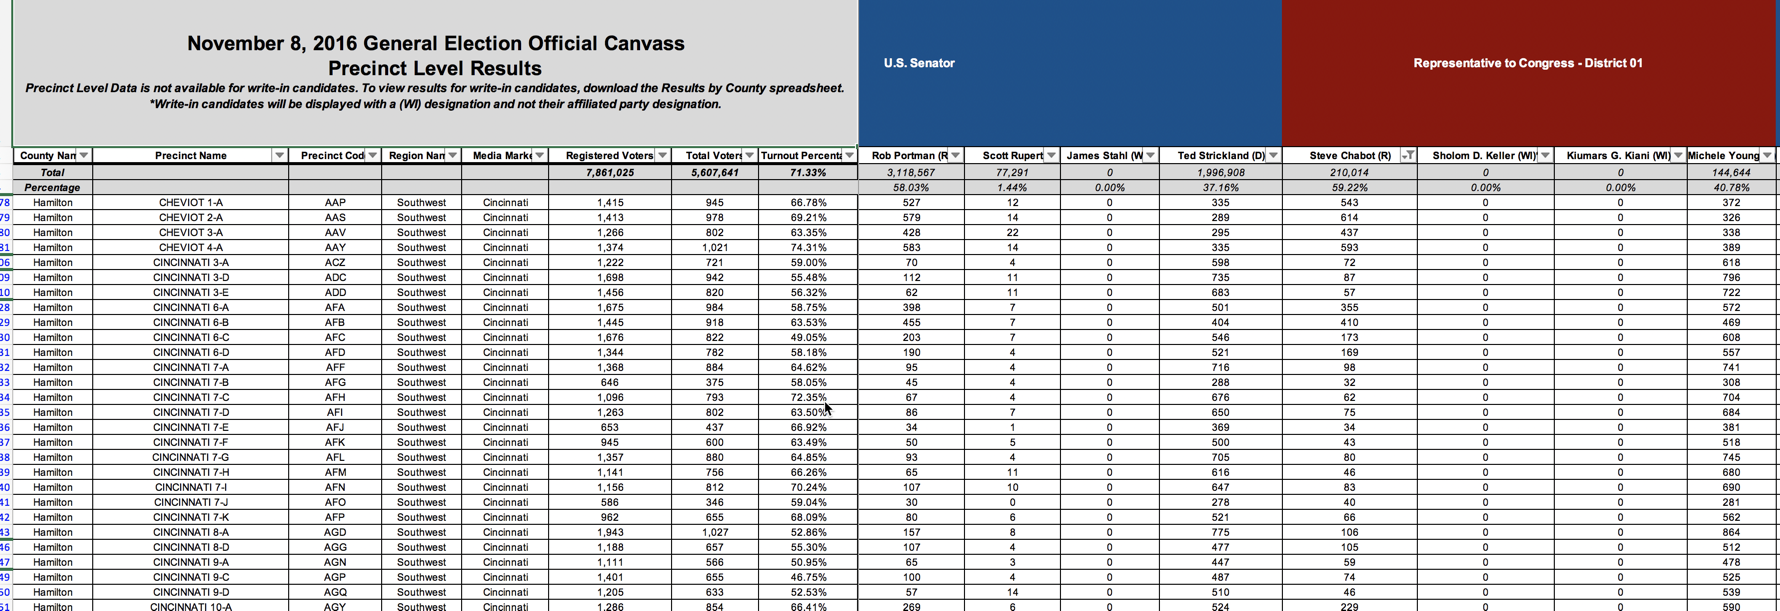 November 8, 2016 General Election Official Canvass
Precinct Level Results
Precinct Level Data is not available for write-in candidates. To view results for write-in candidates, download the Results by County spreadsheet.
*Write-in candidates will be displayed with a (WI) designation and not their affiliated party designation.
U.S. Senator
Representative to Congress - District 01
County Nan Precinct Name Precinct Cod Region Nan Media Marke Registered Voters Total Voters Turnout Percenta Rob Portman (R Scott Rupert James Stahl (W Ted Strickland (D) Steve Chabot (R) Sholom D. Keller (WI)* Kiumars G. Kiani (WI) Michele Young
Total 7,861,025 5,607,641 71.33% 3,118,567 77,291 0 1,996,908 210,014 0 0 144,644
Percentage 58.03% 1.44% 0.00% 37.16% 59.22% 0.00% 0.00% 40.78%
78 Hamilton CHEVIOT 1-A AAP Southwest Cincinnati 1,415 945 66.78% 527 12 0 335 543 0 0 372
79 Hamilton CHEVIOT 2-A AAS Southwest Cincinnati 1,413 978 69.21% 579 14 0 289 614 0 0 326
80 Hamilton CHEVIOT 3-A AAV Southwest Cincinnati 1,266 802 63.35% 428 22 0 295 437 0 0 338
81 Hamilton CHEVIOT 4-A AAY Southwest Cincinnati 1,374 1,021 74.31% 583 14 0 335 593 0 0 389
06 Hamilton CINCINNATI 3-A ACZ Southwest Cincinnati 1,222 721 59.00% 70 4 0 598 72 0 0 618
09 Hamilton CINCINNATI 3-D ADC Southwest Cincinnati 1,698 942 55.48% 112 11 0 735 87 0 0 796
10 Hamilton CINCINNATI 3-E ADD Southwest Cincinnati 1,456 820 56.32% 62 11 0 683 57 0 0 722
28 Hamilton CINCINNATI 6-A AFA Southwest Cincinnati 1,675 984 58.75% 398 7 0 501 355 0 0 572
29 Hamilton CINCINNATI 6-B AFB Southwest Cincinnati 1,445 918 63.53% 455 7 0 404 410 0 0 469
30 Hamilton CINCINNATI 6-C AFC Southwest Cincinnati 1,676 822 49.05% 203 7 0 546 173 0 0 608
31 Hamilton CINCINNATI 6-D AFD Southwest Cincinnati 1,344 782 58.18% 190 4 0 521 169 0 0 557
32 Hamilton CINCINNATI 7-A AFF Southwest Cincinnati 1,368 884 64.62% 95 4 0 716 98 0 0 741
33 Hamilton CINCINNATI 7-B AFG Southwest Cincinnati 646 375 58.05% 45 4 0 288 32 0 0 308
34 Hamilton CINCINNATI 7-C AFH Southwest Cincinnati 1,096 793 72.35% 67 4 0 676 62 0 0 704
35 Hamilton CINCINNATI 7-D AFI Southwest Cincinnati 1,263 802 63.50% 86 7 0 650 75 0 0 684
36 Hamilton CINCINNATI 7-E AFJ Southwest Cincinnati 653 437 66.92% 34 1 0 369 34 0 0 381
37 Hamilton CINCINNATI 7-F AFK Southwest Cincinnati 945 600 63.49% 50 5 0 500 43 0 0 518
38 Hamilton CINCINNATI 7-G AFL Southwest Cincinnati 1,357 880 64.85% 93 4 0 705 80 0 0 745
39 Hamilton CINCINNATI 7-H AFM Southwest Cincinnati 1,141 756 66.26% 65 11 0 616 46 0 0 680
40 Hamilton CINCINNATI 7-I AFN Southwest Cincinnati 1,156 812 70.24% 107 10 0 647 83 0 0 690
41 Hamilton CINCINNATI 7-J AFO Southwest Cincinnati 586 346 59.04% 30 0 0 278 40 0 0 281
42 Hamilton CINCINNATI 7-K AFP Southwest Cincinnati 962 655 68.09% 80 6 0 521 66 0 0 562
43 Hamilton CINCINNATI 8-A AGD Southwest Cincinnati 1,943 1,027 52.86% 157 8 0 775 106 0 0 864
46 Hamilton CINCINNATI 8-D AGG Southwest Cincinnati 1,188 657 55.30% 107 4 0 477 105 0 0 512
47 Hamilton CINCINNATI 9-A AGN Southwest Cincinnati 1,111 566 50.95% 65 3 0 447 59 0 0 478
49 Hamilton CINCINNATI 9-C AGP Southwest Cincinnati 1,401 655 46.75% 100 4 0 487 74 0 0 525
50 Hamilton CINCINNATI 9-D AGQ Southwest Cincinnati 1,205 633 52.53% 57 14 0 510 46 0 0 539
51 Hamilton CINCINNATI 10-A AGY Southwest Cincinnati 1,286 854 66.41% 269 6 0 524 229 0 0 590